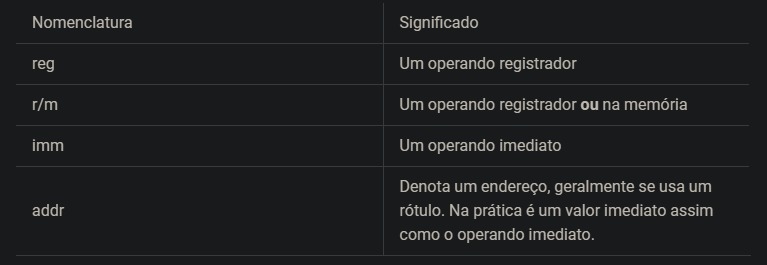 Nomenclatura Significado
reg Um operando registrador
r/m Um operando registrador ou na memória
imm Um operando imediato
addr Denota um endereço, geralmente se usa um
rótulo. Na prática é um valor imediato assim
como o operando imediato.